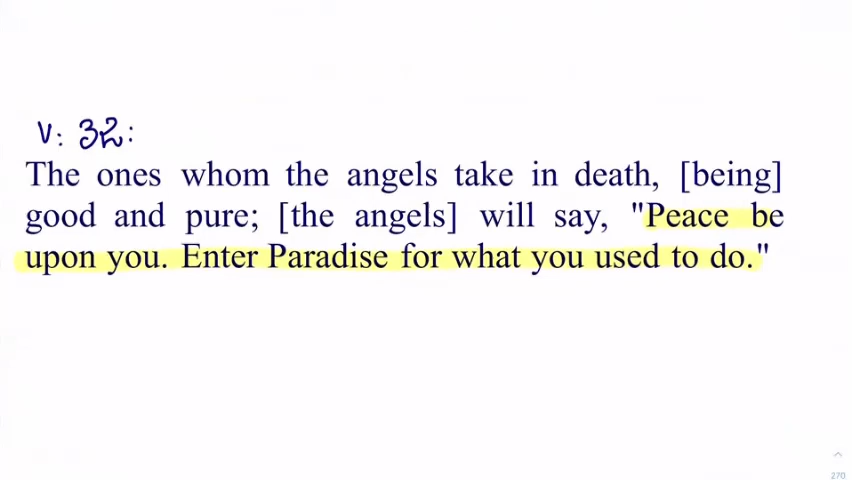 V: 32:
The ones whom the angels take in death, [being]
good and pure; [the angels] will say, "Peace be
upon you. Enter Paradise for what you used to do."
270